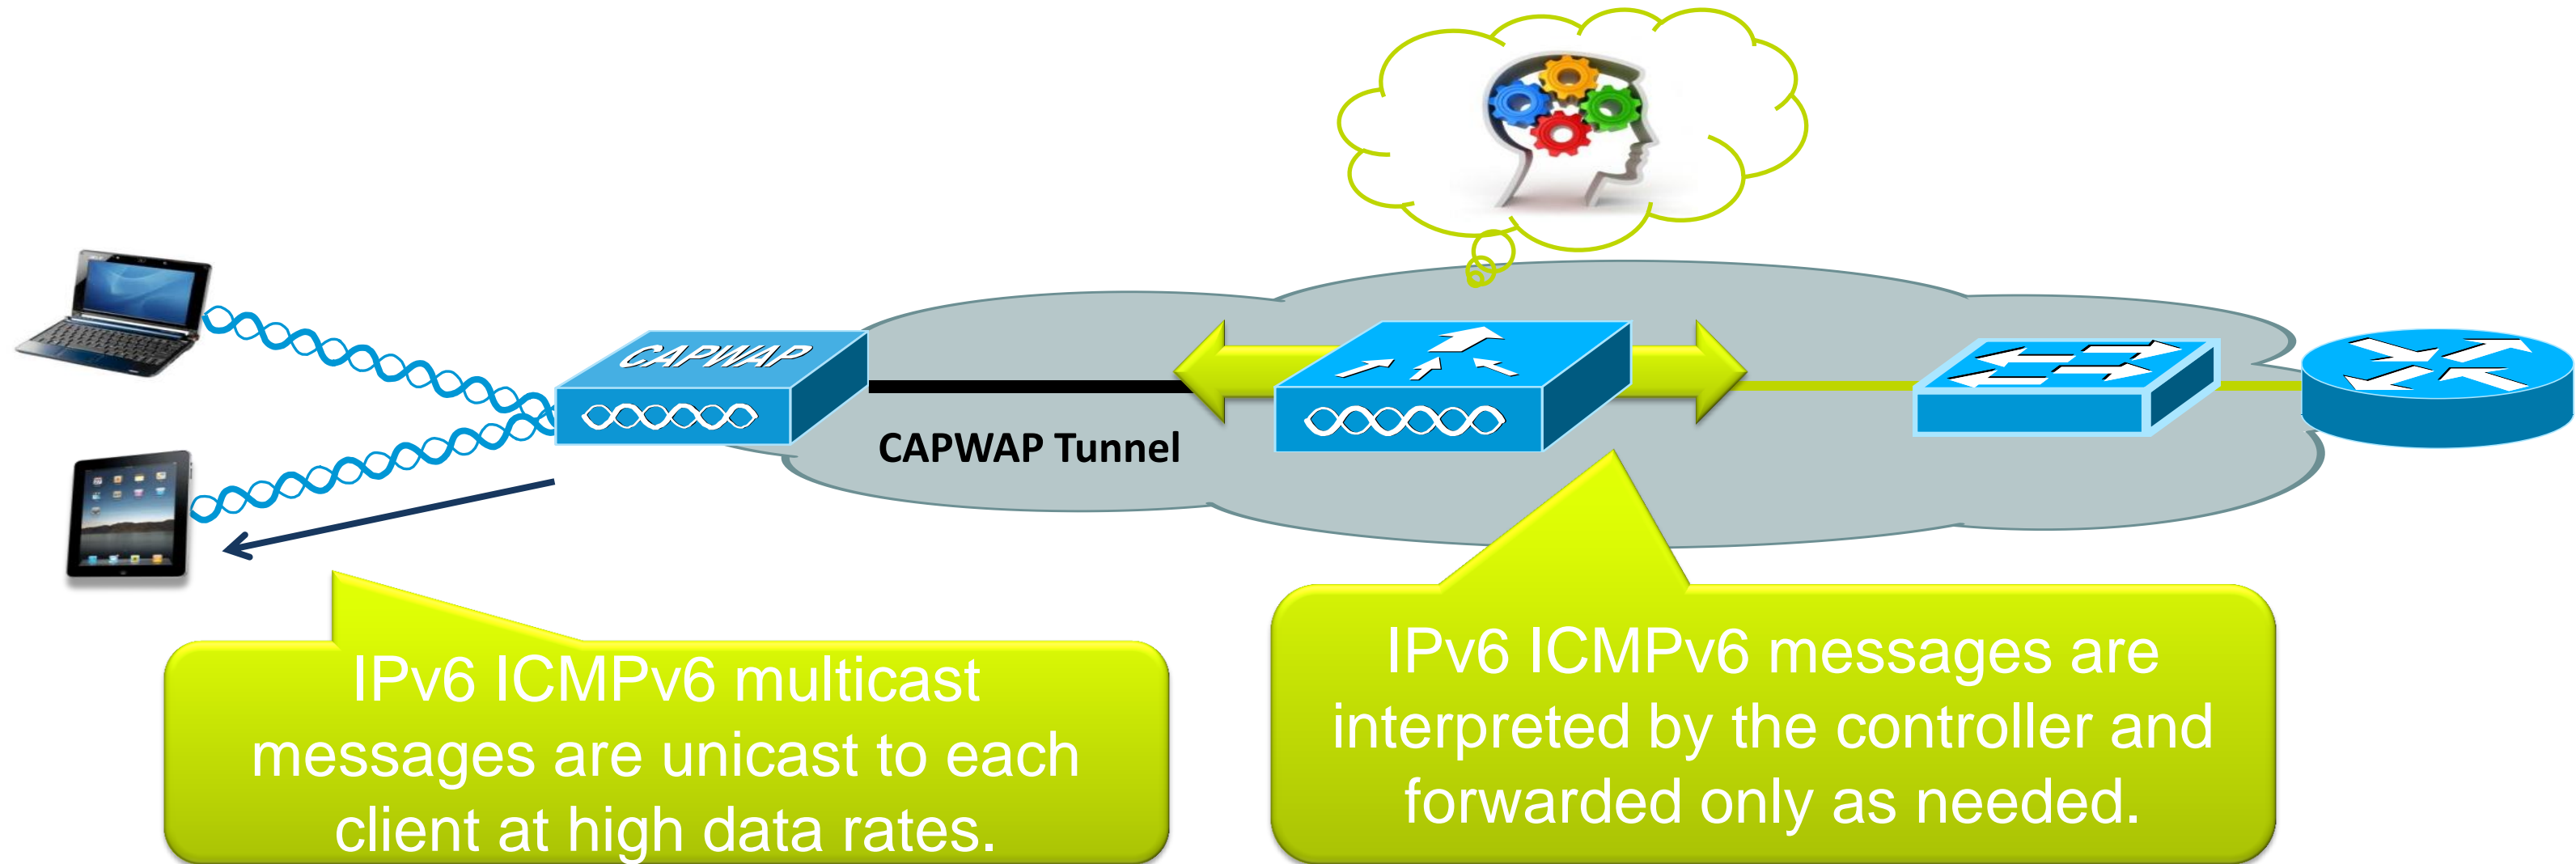 CAPWAP
CAPWAP Tunnel
IPv6 ICMPv6 multicast
messages are unicast to each
client at high data rates.
IPv6 ICMPv6 messages are
interpreted by the controller and
forwarded only as needed.